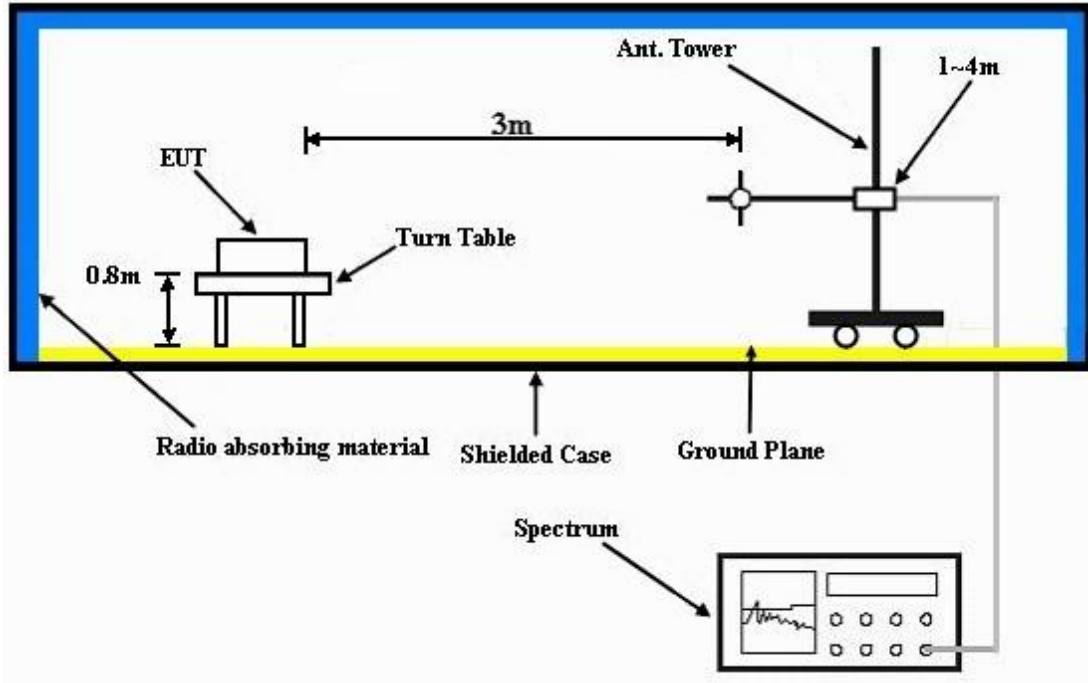 Ant. Tower
1~4m
3m
EUT
Turn Table
0.8m
Radio absorbing material
Shielded Case
Ground Plane
Spectrum